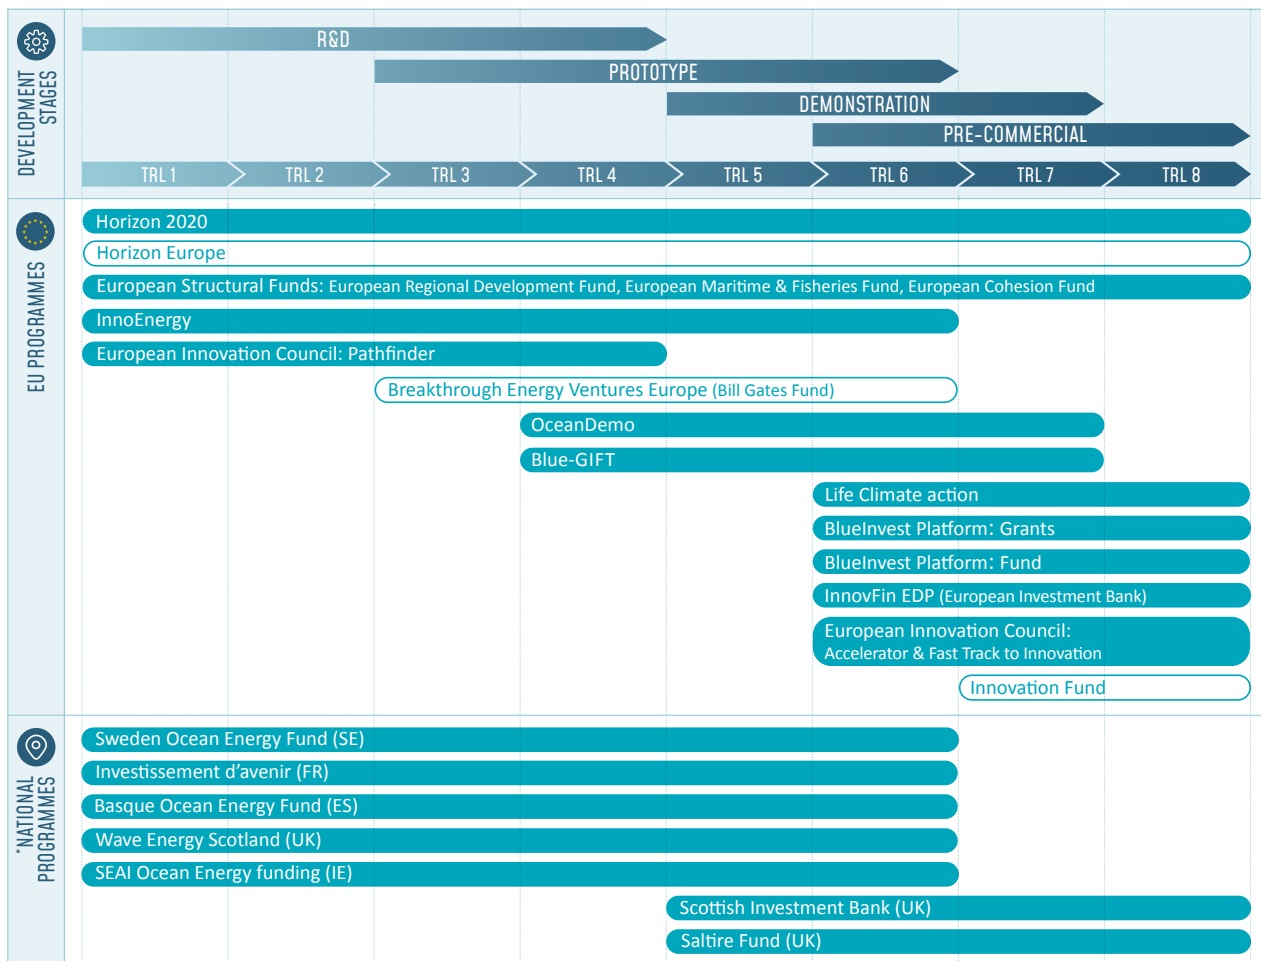 DEVELOPMENT
STAGES
R&D
PROTOTYPE
DEMONSTRATION
PRE-COMMERCIAL
TRL 1
TRL 2
TRL 3
TRL 4
TRL 5
TRL 6
TRL 7
TRL 8
EU PROGRAMMES
Horizon 2020
Horizon Europe
European Structural Funds: European Regional Development Fund, European Maritime & Fisheries Fund, European Cohesion Fund
InnoEnergy
European Innovation Council: Pathfinder
Breakthrough Energy Ventures Europe (Bill Gates Fund)
OceanDemo
Blue-GIFT
Life Climate action
BlueInvest Platform: Grants
BlueInvest Platform: Fund
InnovFin EDP (European Investment Bank)
European Innovation Council:
Accelerator & Fast Track to Innovation
Innovation Fund
*NATIONAL
PROGRAMMES
Sweden Ocean Energy Fund (SE)
Investissement d'avenir (FR)
Basque Ocean Energy Fund (ES)
Wave Energy Scotland (UK)
SEAI Ocean Energy funding (IE)
Scottish Investment Bank (UK)
Saltire Fund (UK)